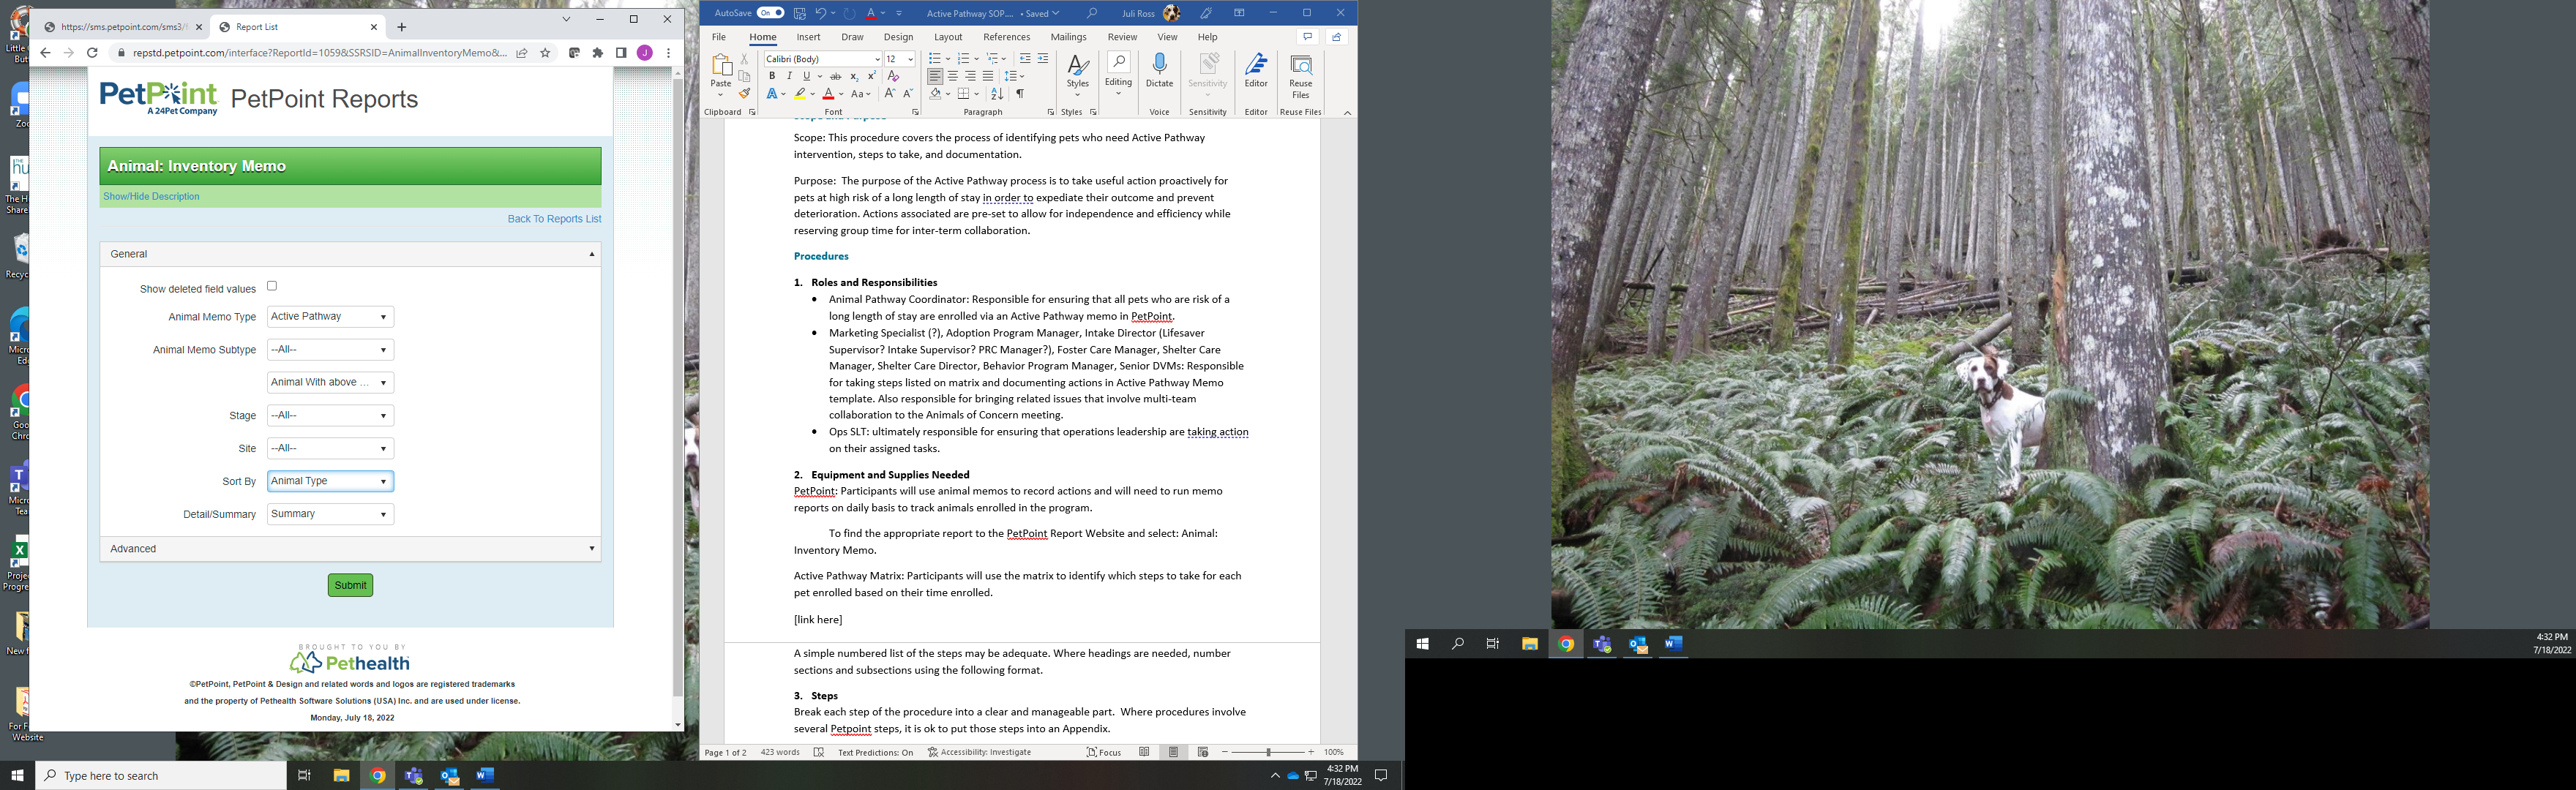 https://sms.petpoint.com/sms3/
Report List
repstd.petpoint.com/interface?ReportId=1059&SSRSID=AnimalInventoryMemo&...
J
PetPoint
A 24Pet Company
PetPoint Reports
Animal: Inventory Memo
Show/Hide Description
Back To Reports List
General
Show deleted field values
Animal Memo Type
Active Pathway
Animal Memo Subtype
--All--
Animal With above ...
Stage
--All--
Site
--All--
Sort By
Animal Type
Detail/Summary
Summary
Advanced
Submit
BROUGHT TO YOU BY
Pethealth
©PetPoint, PetPoint & Design and related words and logos are registered trademarks
and the property of Pethealth Software Solutions (USA) Inc. and are used under license.
Monday, July 18, 2022
For F
Website
AutoSave
On
Active Pathway SOP....
• Saved
Juli Ross
File
Home
Insert
Draw
Design
Layout
References
Mailings
Review
View
Help
Paste
Calibri (Body)
12
Styles
Editing
Dictate
Sensitivity
Editor
Reuse
Files
Clipboard
Font
Paragraph
Styles
Voice
Sensitivity
Editor
Reuse Files
Scope: This procedure covers the process of identifying pets who need Active Pathway
intervention, steps to take, and documentation.
Purpose:  The purpose of the Active Pathway process is to take useful action proactively for
pets at high risk of a long length of stay in order to expediate their outcome and prevent
deterioration. Actions associated are pre-set to allow for independence and efficiency while
reserving group time for inter-term collaboration.
Procedures
1. Roles and Responsibilities
• Animal Pathway Coordinator: Responsible for ensuring that all pets who are risk of a
long length of stay are enrolled via an Active Pathway memo in PetPoint.
• Marketing Specialist (?), Adoption Program Manager, Intake Director (Lifesaver
Supervisor? Intake Supervisor? PRC Manager?), Foster Care Manager, Shelter Care
Manager, Shelter Care Director, Behavior Program Manager, Senior DVMs: Responsible
for taking steps listed on matrix and documenting actions in Active Pathway Memo
template. Also responsible for bringing related issues that involve multi-team
collaboration to the Animals of Concern meeting.
• Ops SLT: ultimately responsible for ensuring that operations leadership are taking action
on their assigned tasks.
2. Equipment and Supplies Needed
PetPoint: Participants will use animal memos to record actions and will need to run memo
reports on daily basis to track animals enrolled in the program.
To find the appropriate report to the PetPoint Report Website and select: Animal:
Inventory Memo.
Active Pathway Matrix: Participants will use the matrix to identify which steps to take for each
pet enrolled based on their time enrolled.
[link here]
A simple numbered list of the steps may be adequate. Where headings are needed, number
sections and subsections using the following format.
3. Steps
Break each step of the procedure into a clear and manageable part.  Where procedures involve
several Petpoint steps, it is ok to put those steps into an Appendix.
Page 1 of 2
423 words
Text Predictions: On
Accessibility: Investigate
Focus
100%
Type here to search
4:32 PM
7/18/2022
4:32 PM
7/18/2022